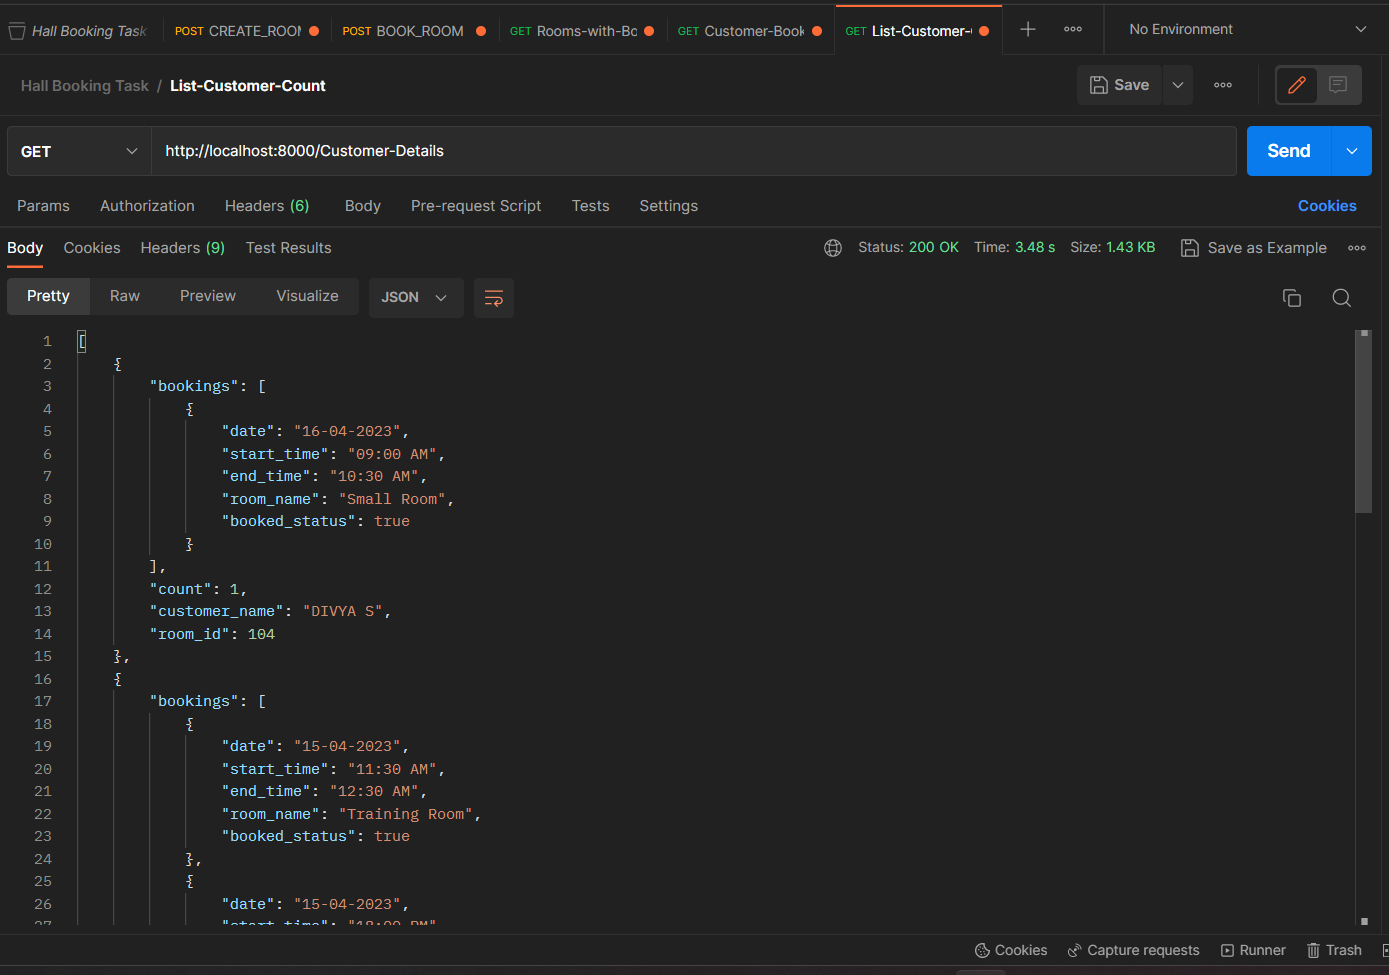 Hall Booking Task POST CREATE_ROOM POST BOOK_ROOM GET Rooms-with-Bo GET Customer-Book GET List-Customer- No Environment
Hall Booking Task / List-Customer-Count Save
GET http://localhost:8000/Customer-Details Send
Params Authorization Headers (6) Body Pre-request Script Tests Settings Cookies
Body Cookies Headers (9) Test Results Status: 200 OK Time: 3.48 s Size: 1.43 KB Save as Example
Pretty Raw Preview Visualize JSON
1 [
2 {
3 "bookings": [
4 {
5 "date": "16-04-2023",
6 "start_time": "09:00 AM",
7 "end_time": "10:30 AM",
8 "room_name": "Small Room",
9 "booked_status": true
10 }
11 ],
12 "count": 1,
13 "customer_name": "DIVYA S",
14 "room_id": 104
15 },
16 {
17 "bookings": [
18 {
19 "date": "15-04-2023",
20 "start_time": "11:30 AM",
21 "end_time": "12:30 AM",
22 "room_name": "Training Room",
23 "booked_status": true
24 },
25 {
26 "date": "15-04-2023",
27 "start_time": "18:00 PM"
Cookies Capture requests Runner Trash